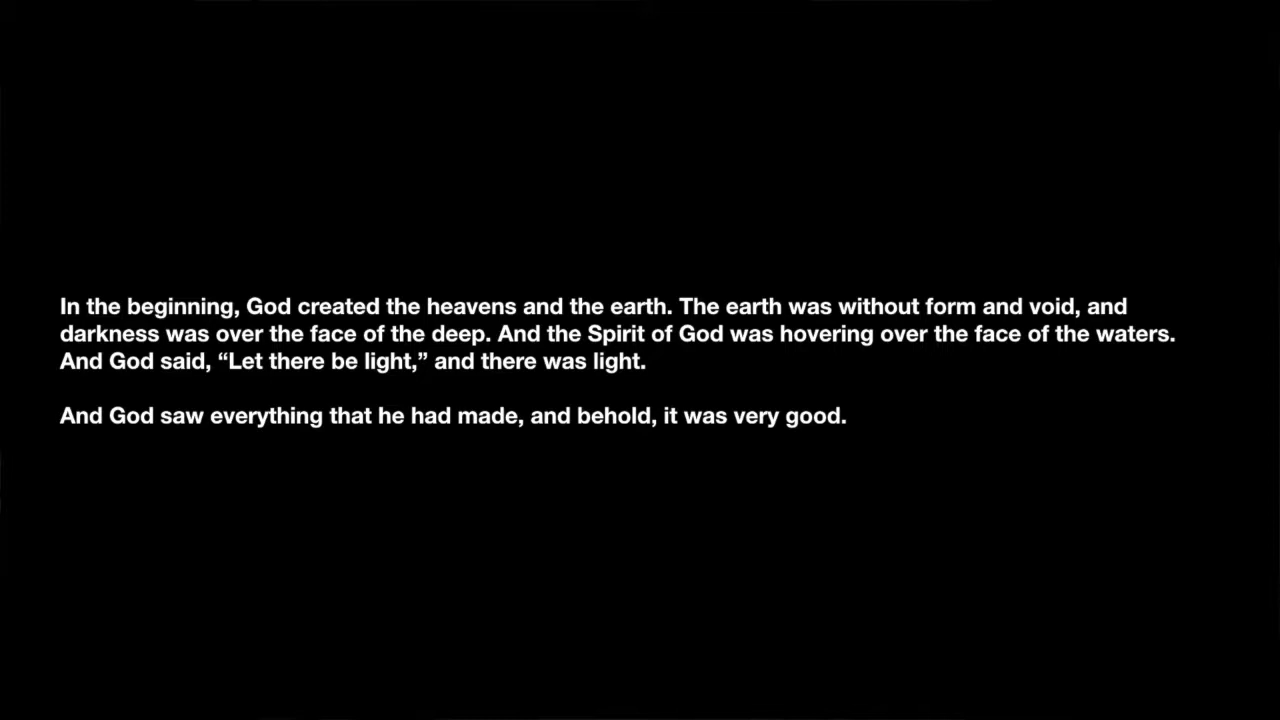 In the beginning, God created the heavens and the earth. The earth was without form and void, and
darkness was over the face of the deep. And the Spirit of God was hovering over the face of the waters.
And God said, “Let there be light,” and there was light.
And God saw everything that he had made, and behold, it was very good.